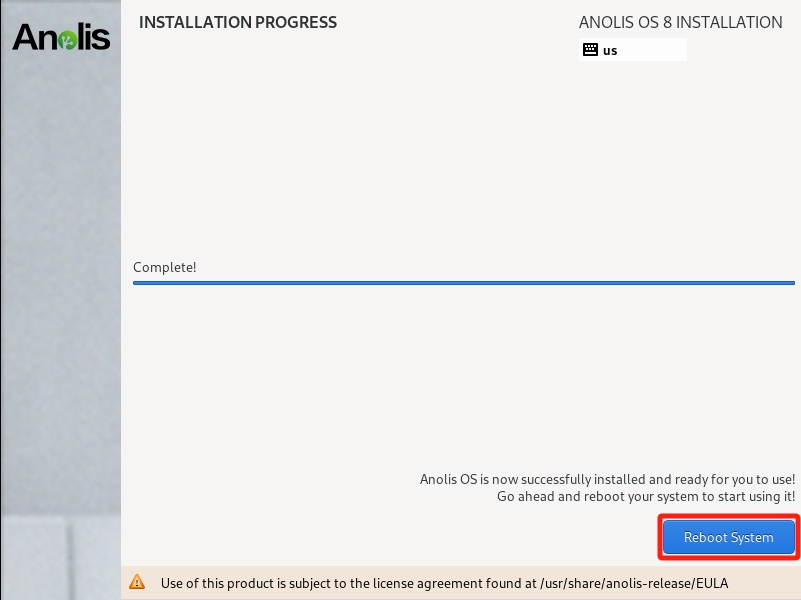 Anolis
INSTALLATION PROGRESS
ANOLIS OS 8 INSTALLATION
us
Complete!
Anolis OS is now successfully installed and ready for you to use!
Go ahead and reboot your system to start using it!
Reboot System
Use of this product is subject to the license agreement found at /usr/share/anolis-release/EULA